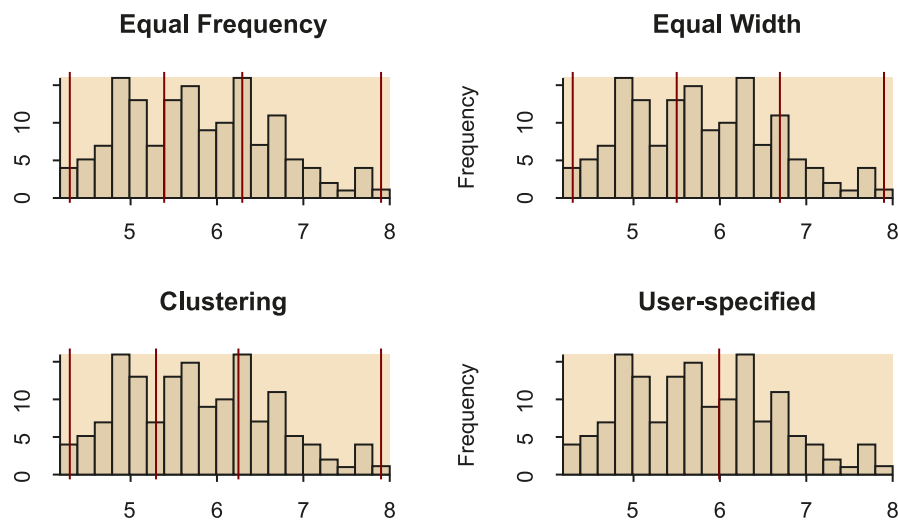 Equal Frequency
0 5 10
5 6 7 8
Equal Width
Frequency
0 5 10
5 6 7 8
Clustering
0 5 10
5 6 7 8
User-specified
Frequency
0 5 10
5 6 7 8